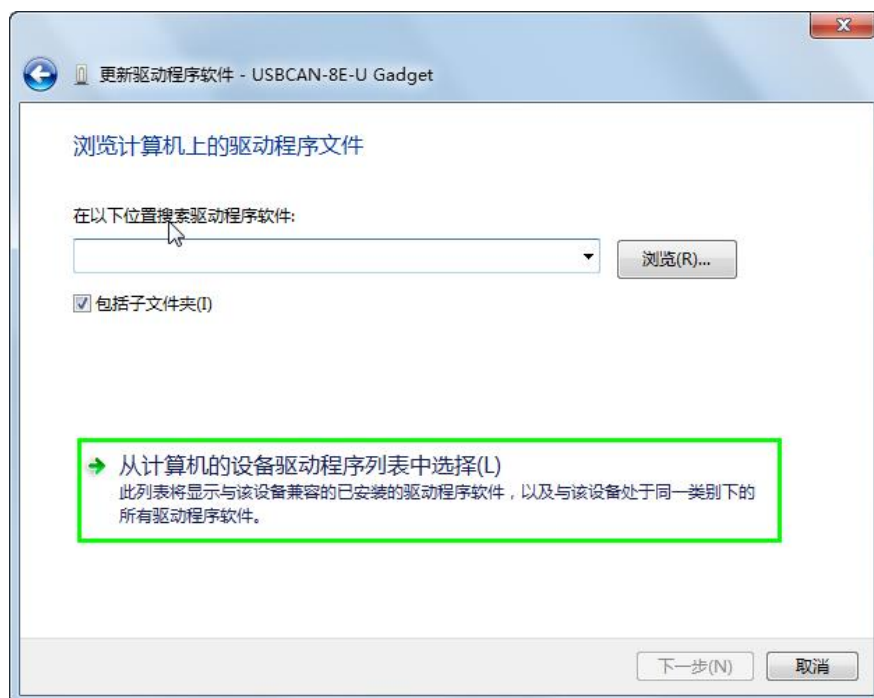 更新驱动程序软件 - USBCAN-8E-U Gadget
浏览计算机上的驱动程序文件
在以下位置搜索驱动程序软件:
浏览(R)...
包括子文件夹(I)
从计算机的设备驱动程序列表中选择(L)
此列表将显示与该设备兼容的已安装的驱动程序软件，以及与该设备处于同一类别下的
所有驱动程序软件。
下一步(N)
取消